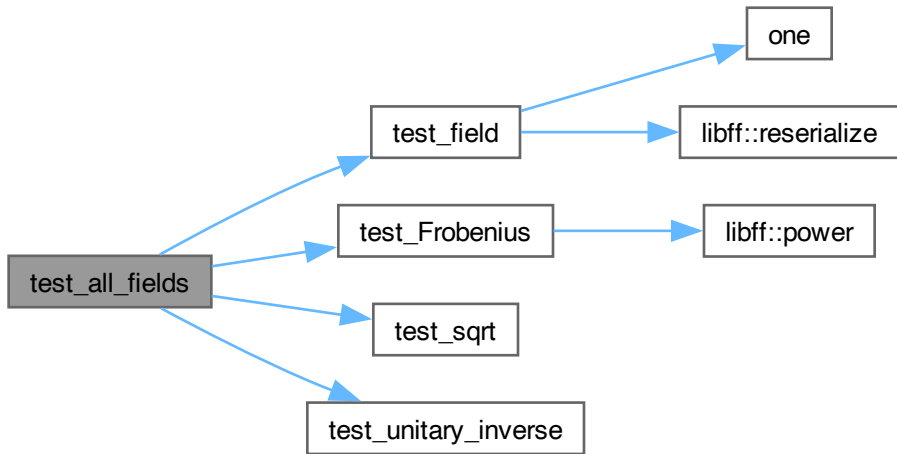 one
test_field
libff::reserialize
test_Frobenius
libff::power
test_all_fields
test_sqrt
test_unitary_inverse